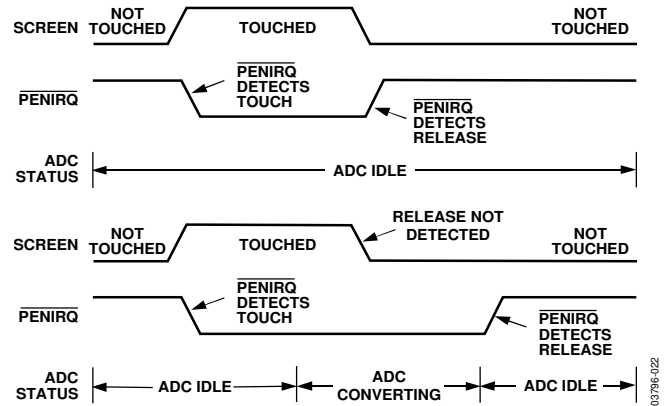 NOT
TOUCHED
TOUCHED
NOT
TOUCHED
SCREEN
PENIRQ
PENIRQ
DETECTS
TOUCH
PENIRQ
DETECTS
RELEASE
ADC
STATUS
ADC IDLE
SCREEN
NOT
TOUCHED
TOUCHED
RELEASE NOT
DETECTED
NOT
TOUCHED
PENIRQ
PENIRQ
DETECTS
TOUCH
PENIRQ
DETECTS
RELEASE
ADC
STATUS
ADC IDLE
ADC
CONVERTING
ADC IDLE
03796-022